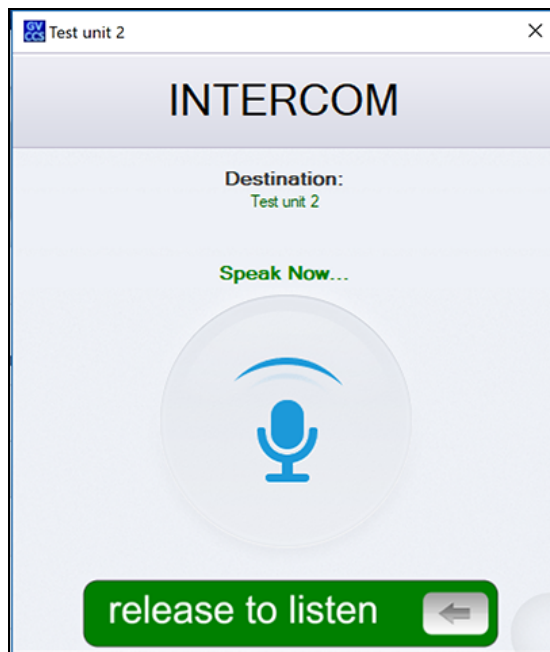 GV
CCS
Test unit 2
INTERCOM
Destination:
Test unit 2
Speak Now...
release to listen